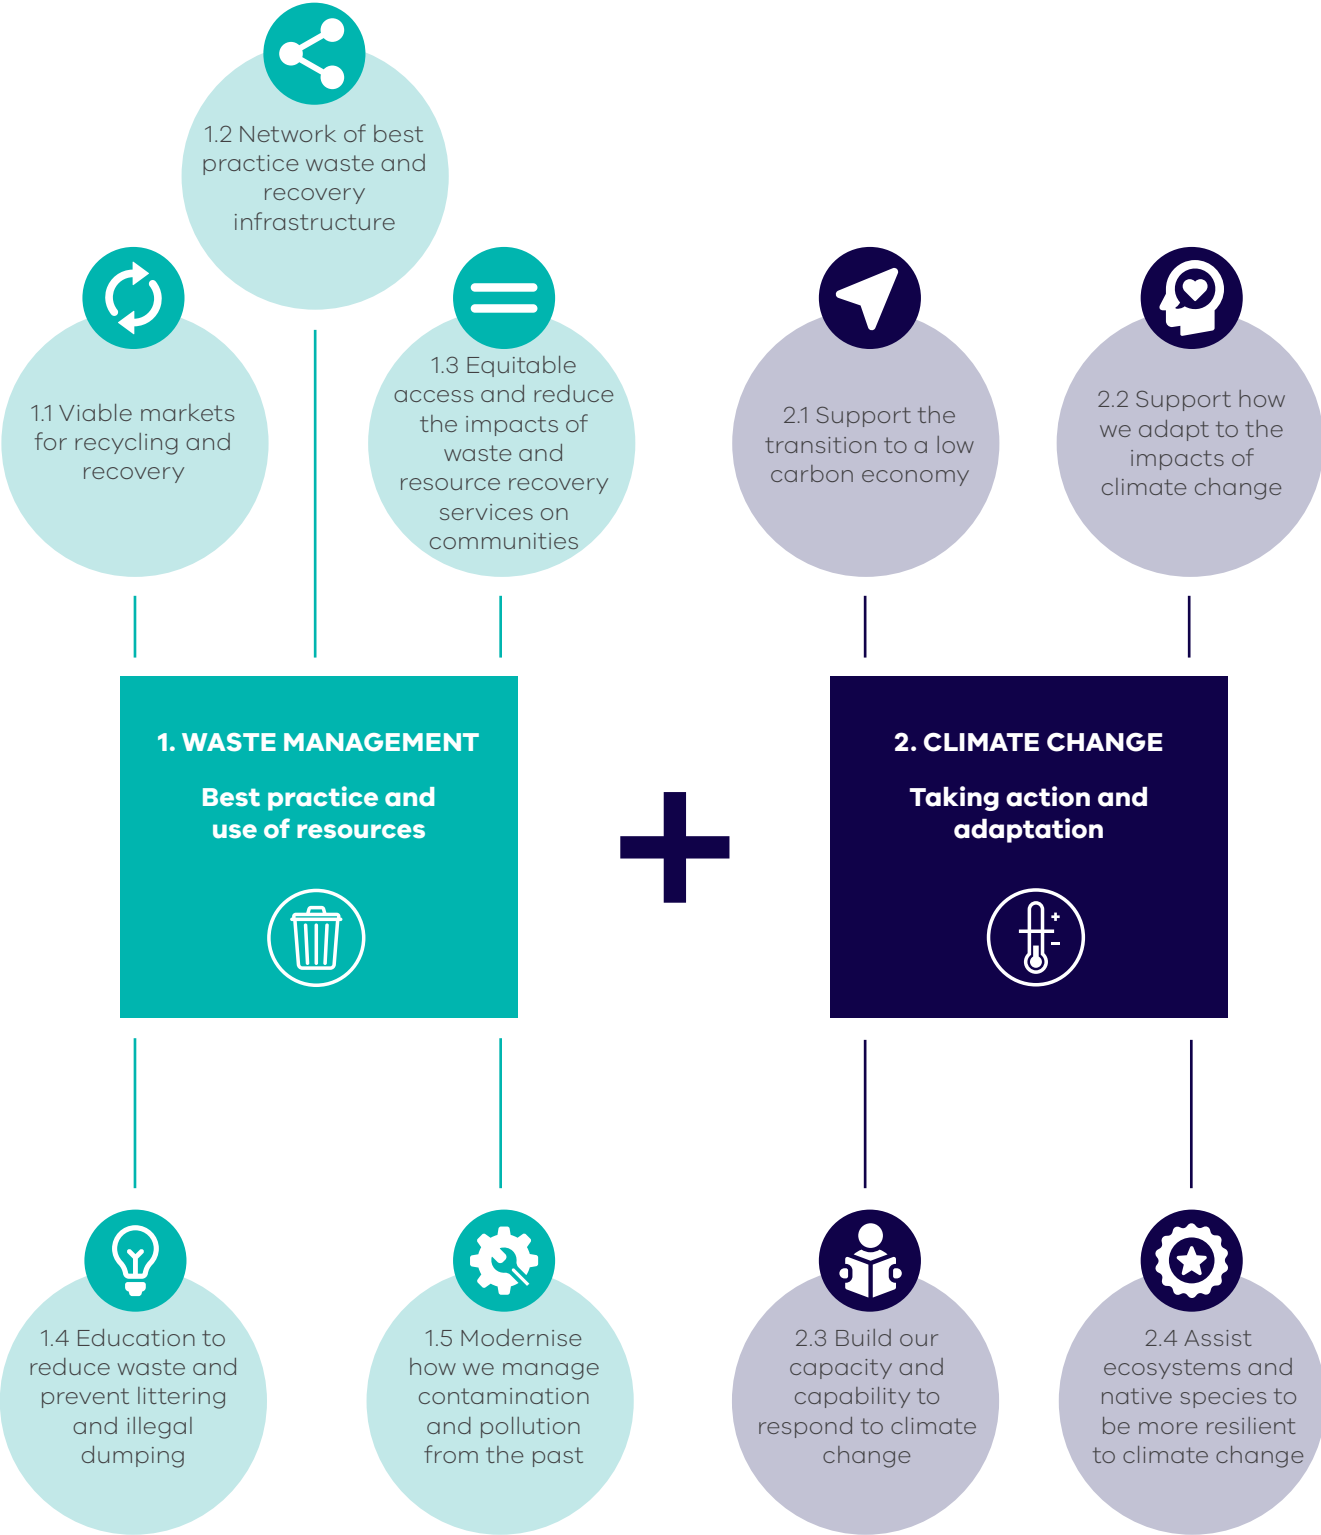 1.2 Network of best
practice waste and
recovery
infrastructure
1.1 Viable markets
for recycling and
recovery
1.3 Equitable
access and reduce
the impacts of
waste and
resource recovery
services on
communities
2.1 Support the
transition to a low
carbon economy
2.2 Support how
we adapt to the
impacts of
climate change
1. WASTE MANAGEMENT
Best practice and
use of resources
2. CLIMATE CHANGE
Taking action and
adaptation
1.4 Education to
reduce waste and
prevent littering
and illegal
dumping
1.5 Modernise
how we manage
contamination
and pollution
from the past
2.3 Build our
capacity and
capability to
respond to climate
change
2.4 Assist
ecosystems and
native species to
be more resilient
to climate change